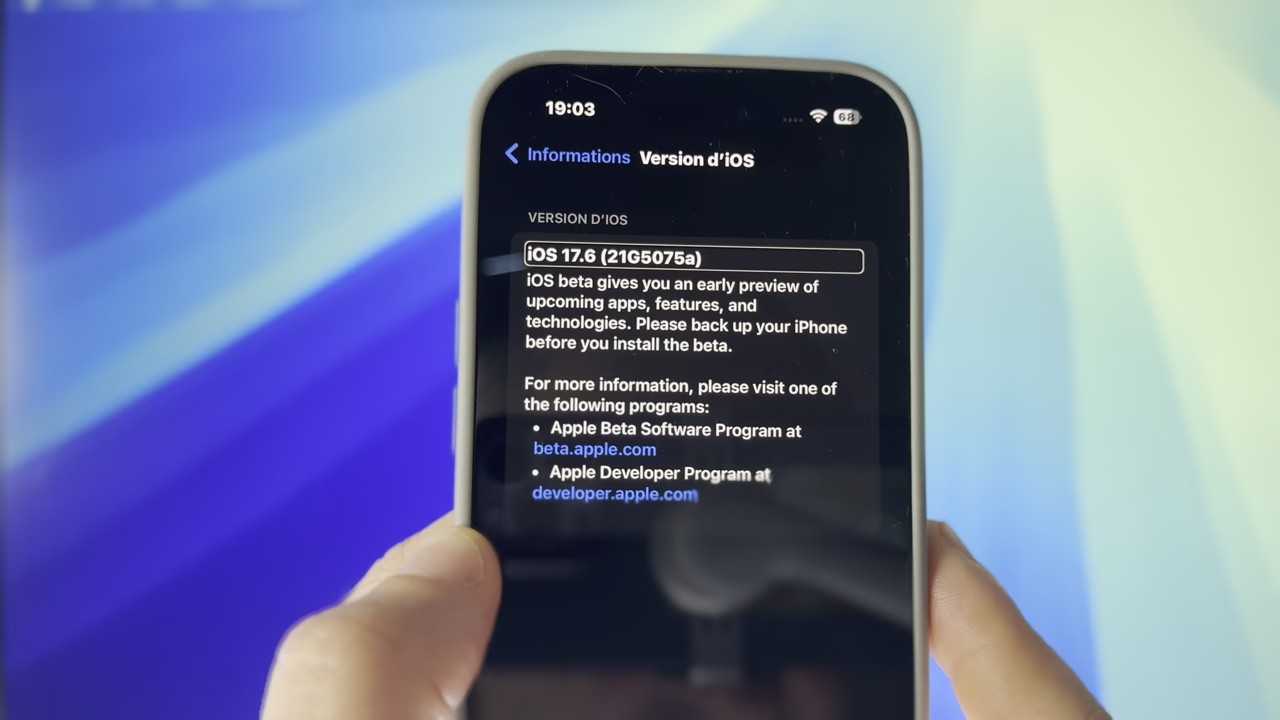 19:03
68
Informations Version d'iOS
VERSION D'IOS
iOS 17.6 (21G5075a)
iOS beta gives you an early preview of
upcoming apps, features, and
technologies. Please back up your iPhone
before you install the beta.
For more information, please visit one of
the following programs:
• Apple Beta Software Program at
beta.apple.com
• Apple Developer Program at
developer.apple.com